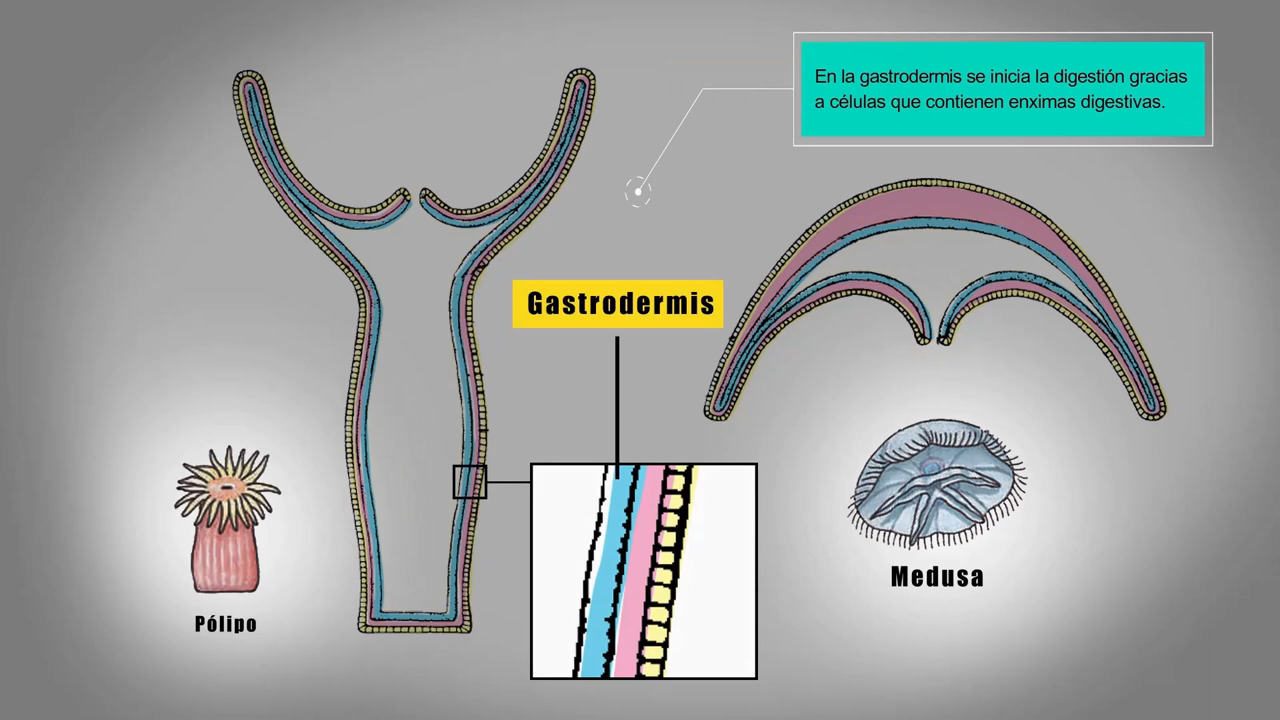 En la gastrodermis se inicia la digestión gracias
a células que contienen enximas digestivas.
Gastrodermis
Medusa
Pólipo